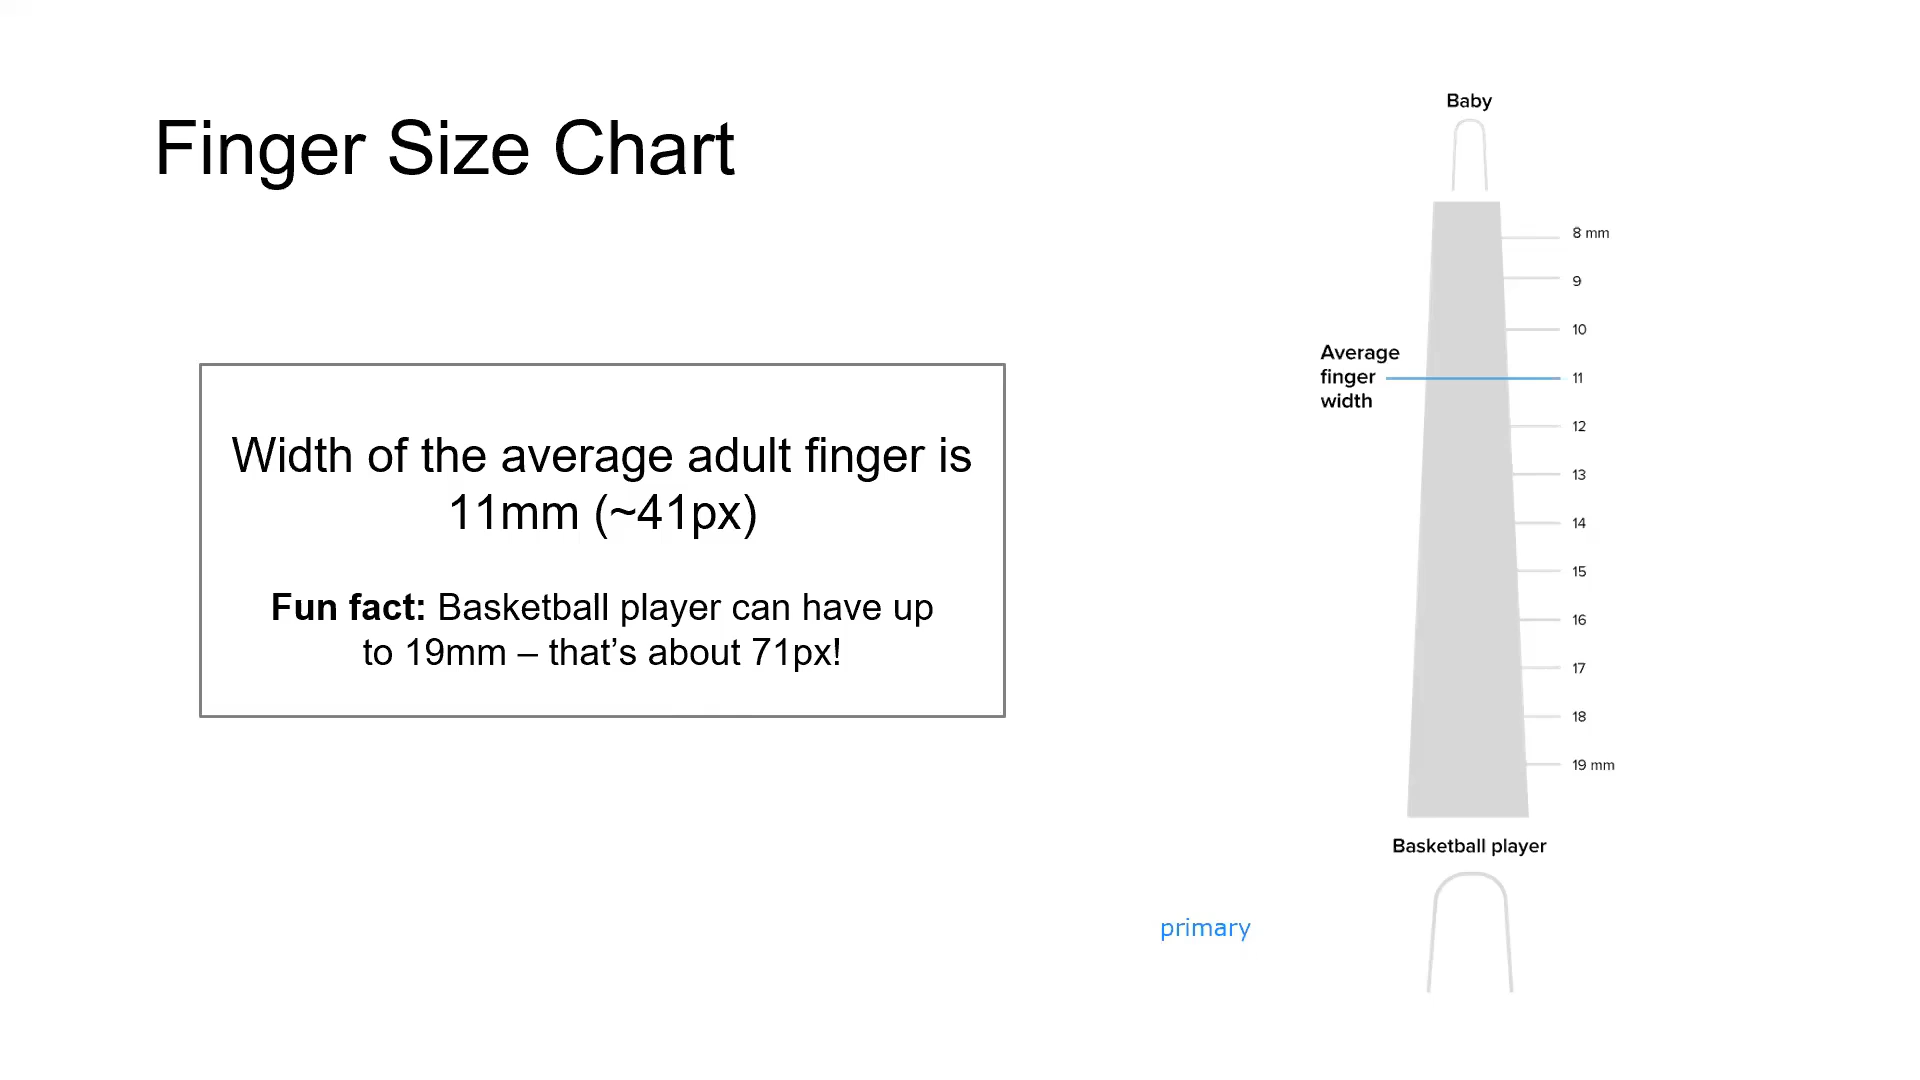 Finger Size Chart
Width of the average adult finger is
11mm (~41px)
Fun fact: Basketball player can have up
to 19mm – that’s about 71px!
Baby
8 mm
9
10
Average
finger
width
11
12
13
14
15
16
17
18
19 mm
Basketball player
primary